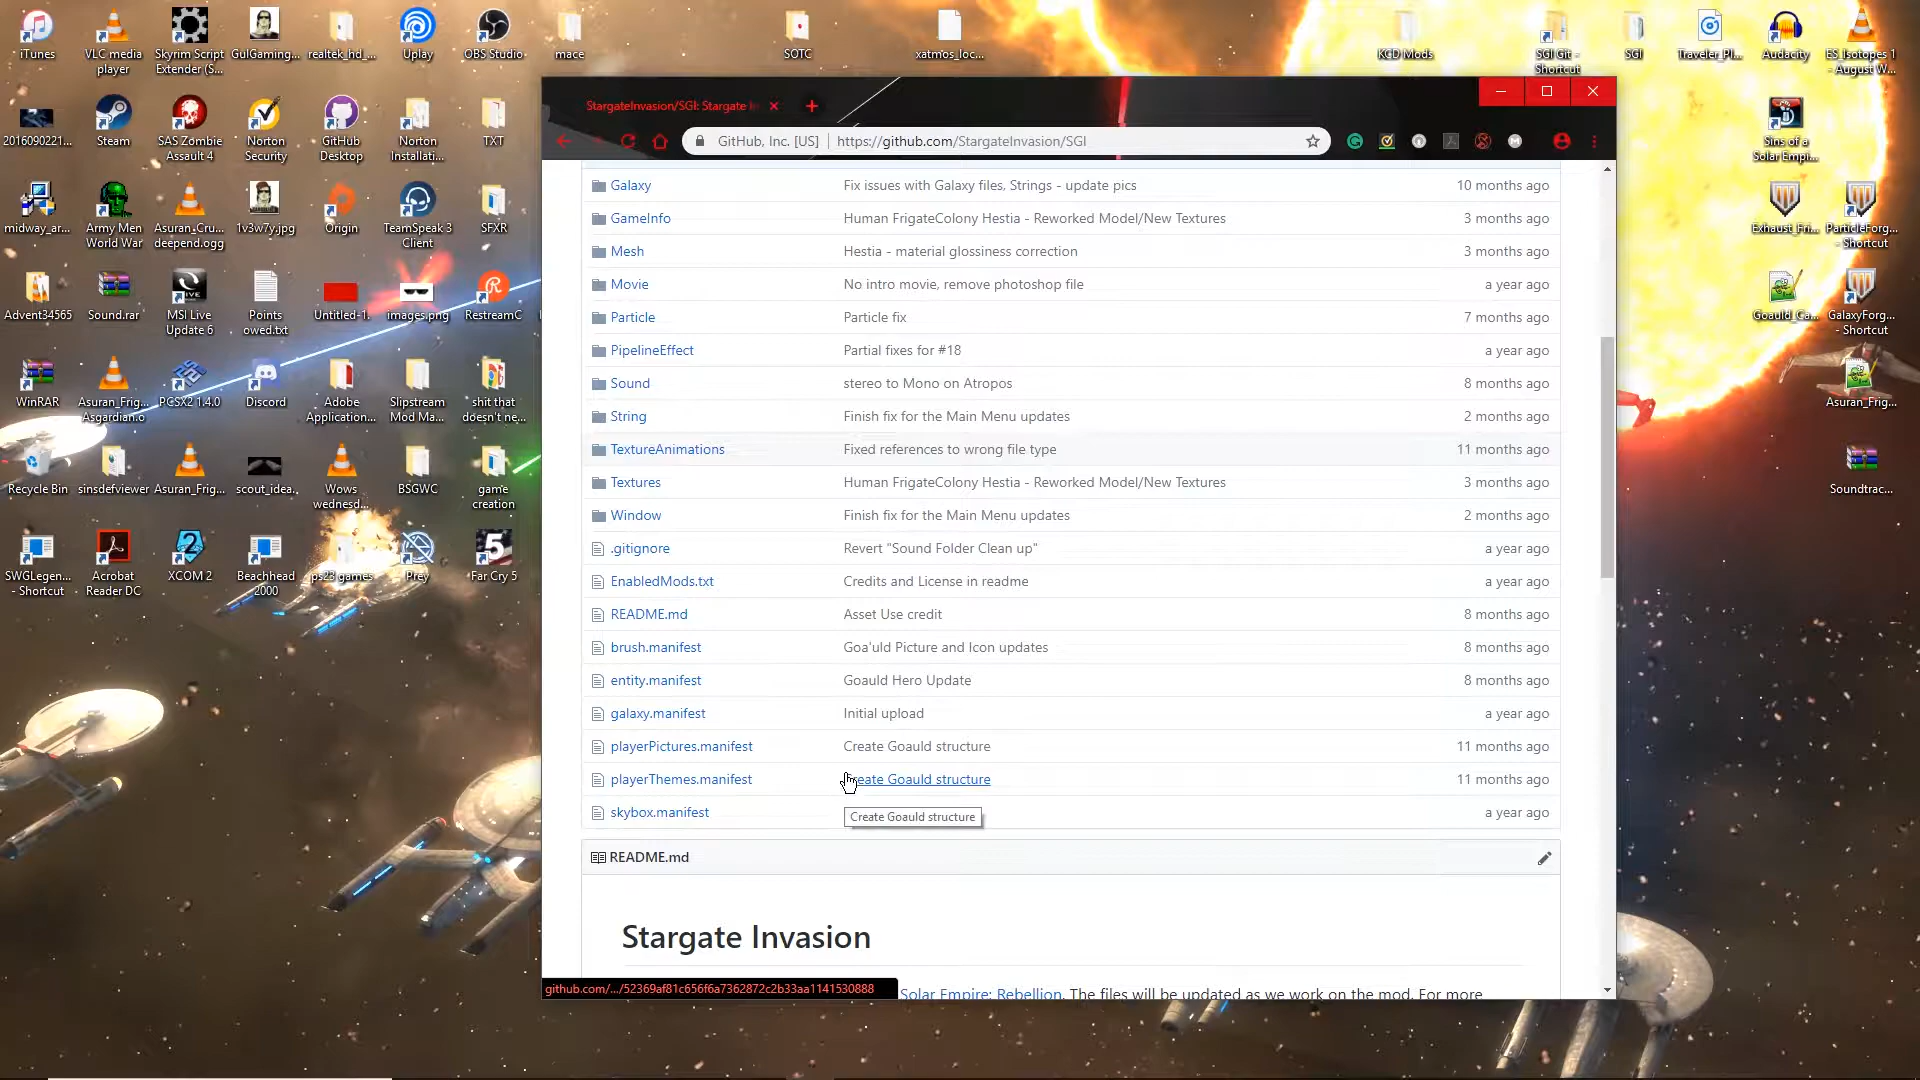 iTunes
VLC media
player
Skyrim Script
Extender (S...
GulGaming...
realtek_hd_...
Uplay
OBS Studio
mace
SOTC
xatmos_loc...
KCD Mods
SGI Git -
Shortcut
SGI
Traveler_Pl...
Audacity
ES_Isotopes 1
- August W...
2016090221...
Steam
SAS Zombie
Assault 4
Norton
Security
GitHub
Desktop
Norton
Installati...
TXT
Sins of a
Solar Empi...
midway_ar...
Army Men
World War
Asuran_Cru...
deepend.ogg
1v3w7y.jpg
Origin
TeamSpeak 3
Client
SFXR
Exhaust_Fri...
ParticleForg...
- Shortcut
Advent34565
Sound.rar
MSI Live
Update 6
Points
owed.txt
Untitled-1.
images.png
RestreamC
Goauld_Ca...
GalaxyForg...
- Shortcut
WinRAR
Asuran_Frig...
Asgardian.o
PCSX2 1.4.0
Discord
Adobe
Application...
Slipstream
Mod Ma...
shit that
doesn't ne...
Asuran_Frig...
Recycle Bin
sinsdefviewer
Asuran_Frig...
scout_idea.
Wows
wednesd...
BSGWC
game
creation
Soundtrac...
SWGLegen...
- Shortcut
Acrobat
Reader DC
XCOM 2
Beachhead
2000
ps23 games
Prey
Far Cry 5
StargateInvasion/SGI: Stargate
GitHub, Inc. [US] https://github.com/StargateInvasion/SGI
Galaxy Fix issues with Galaxy files, Strings - update pics 10 months ago
GameInfo Human FrigateColony Hestia - Reworked Model/New Textures 3 months ago
Mesh Hestia - material glossiness correction 3 months ago
Movie No intro movie, remove photoshop file a year ago
Particle Particle fix 7 months ago
PipelineEffect Partial fixes for #18 a year ago
Sound stereo to Mono on Atropos 8 months ago
String Finish fix for the Main Menu updates 2 months ago
TextureAnimations Fixed references to wrong file type 11 months ago
Textures Human FrigateColony Hestia - Reworked Model/New Textures 3 months ago
Window Finish fix for the Main Menu updates 2 months ago
.gitignore Revert "Sound Folder Clean up" a year ago
EnabledMods.txt Credits and License in readme a year ago
README.md Asset Use credit 8 months ago
brush.manifest Goa'uld Picture and Icon updates 8 months ago
entity.manifest Goauld Hero Update 8 months ago
galaxy.manifest Initial upload a year ago
playerPictures.manifest Create Goauld structure 11 months ago
playerThemes.manifest Create Goauld structure 11 months ago
skybox.manifest a year ago
Create Goauld structure
README.md
Stargate Invasion
Solar Empire: Rebellion. The files will be updated as we work on the mod. For more
github.com/.../52369af81c656f6a7362872c2b33aa1141530888